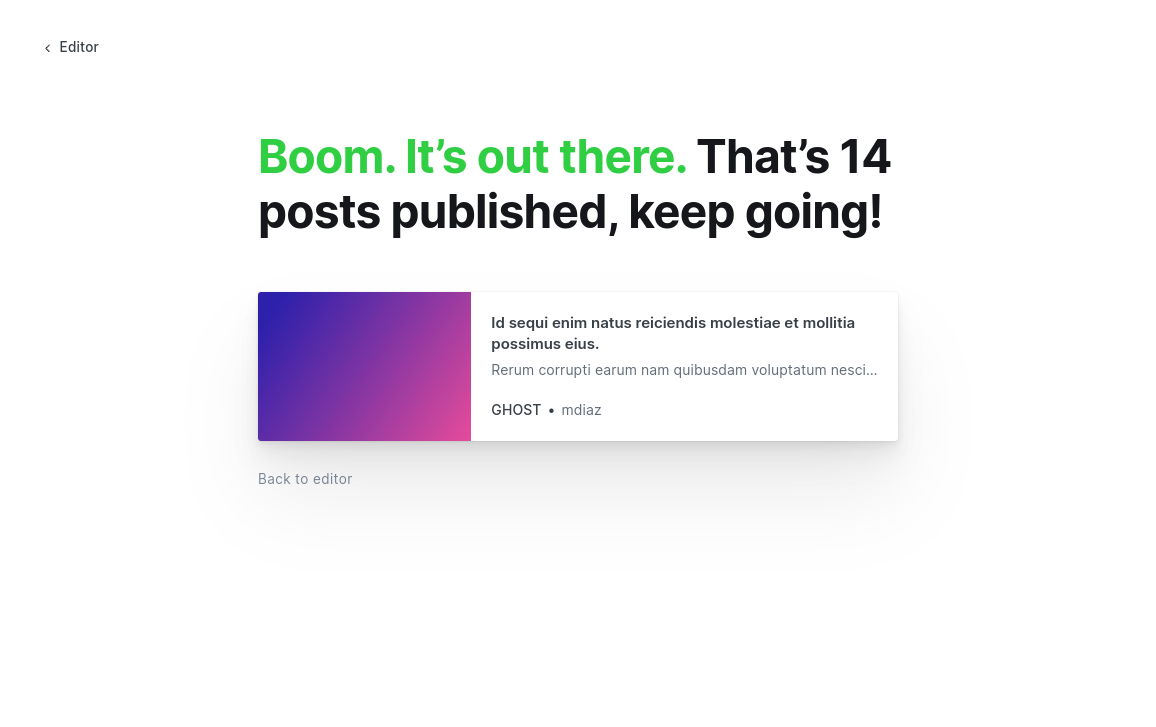 Editor
Boom. It’s out there. That’s 14
posts published, keep going!
Id sequi enim natus reiciendis molestiae et mollitia
possimus eius.
Rerum corrupti earum nam quibusdam voluptatum nesci…
GHOST • mdiaz
Back to editor